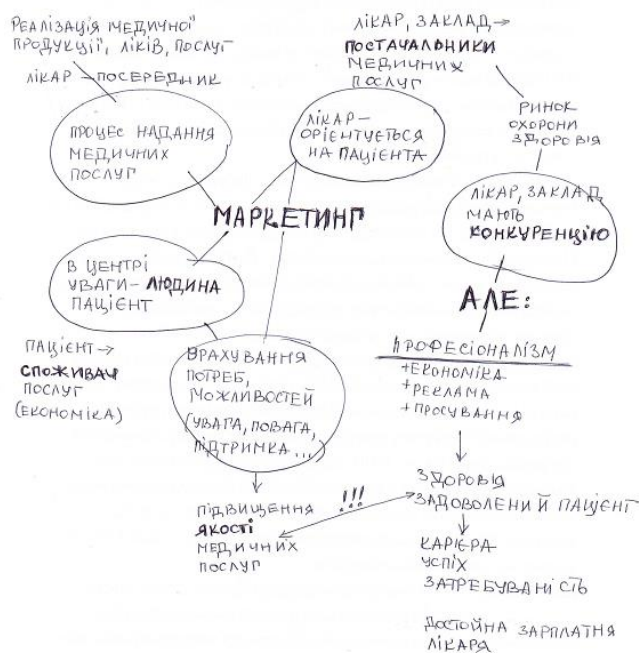 РЕАЛІЗАЦІЯ МЕДИЧНОЇ
ПРОДУКЦІЇ, ЛІКІВ, ПОСЛУГ
ЛІКАР – ПОСЕРЕДНИК
ПРОЦЕС НАДАННЯ
МЕДИЧНИХ
ПОСЛУГ
ЛІКАР, ЗАКЛАД →
ПОСТАЧАЛЬНИКИ
МЕДИЧНИХ
ПОСЛУГ
ЛІКАР –
ОРІЄНТУЄТЬСЯ
НА ПАЦІЄНТА
РИНОК
ОХОРОНИ
ЗДОРОВ'Я
ЛІКАР, ЗАКЛАД
МАЮТЬ
КОНКУРЕНЦІЮ
МАРКЕТИНГ
В ЦЕНТРІ
УВАГИ – ЛЮДИНА
ПАЦІЄНТ
ПАЦІЄНТ →
СПОЖИВАЧ
ПОСЛУГ
(ЕКОНОМІКА)
ВРАХУВАННЯ
ПОТРЕБ,
МОЖЛИВОСТЕЙ
(УВАГА, ПОВАГА,
ПІДТРИМКА...)
ПІДВИЩЕННЯ
ЯКОСТІ
МЕДИЧНИХ
ПОСЛУГ
!!!
АЛЕ:
ПРОФЕСІОНАЛІЗМ
+ЕКОНОМІКА
+РЕКЛАМА
+ПРОСУВАННЯ
ЗДОРОВ'Я
ЗАДОВОЛЕНИЙ ПАЦІЄНТ
КАР'ЄРА
УСПІХ
ЗАТРЕБУВАНІСТЬ
ДОСТОЙНА ЗАРПЛАТНЯ
ЛІКАРЯ